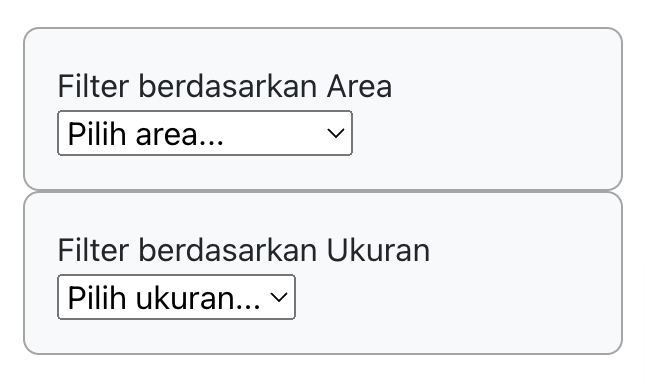 Filter berdasarkan Area
Pilih area...
Filter berdasarkan Ukuran
Pilih ukuran...